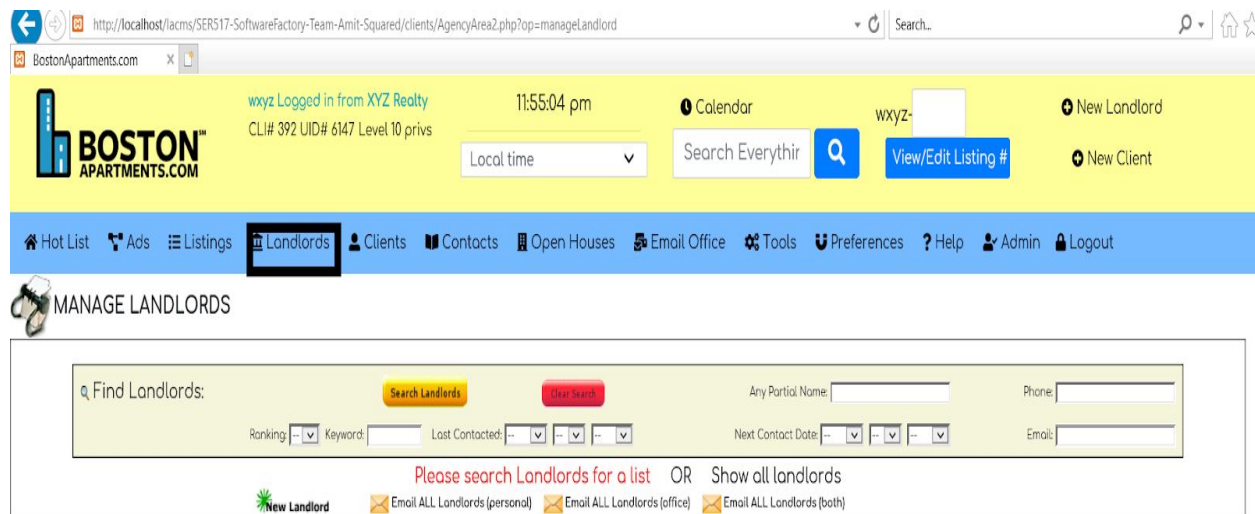 http://localhost/lacms/SER517-SoftwareFactory-Team-Amit-Squared/clients/AgencyArea2.php?op=manageLandlord
Search...
BostonApartments.com
BOSTON℠
APARTMENTS.COM
wxyz Logged in from XYZ Realty
CLI# 392 UID# 6147 Level 10 privs
11:55:04 pm
Local time
Calendar
Search Everythir
wxyz-
View/Edit Listing #
New Landlord
New Client
Hot List Ads Listings Landlords Clients Contacts Open Houses Email Office Tools Preferences Help Admin Logout
MANAGE LANDLORDS
Find Landlords: Search Landlords Clear Search Any Partial Name: Phone:
Ranking: -- Keyword: Last Contacted: -- -- -- Next Contact Date: -- -- -- Email:
Please search Landlords for a list OR Show all landlords
New Landlord Email ALL Landlords (personal) Email ALL Landlords (office) Email ALL Landlords (both)